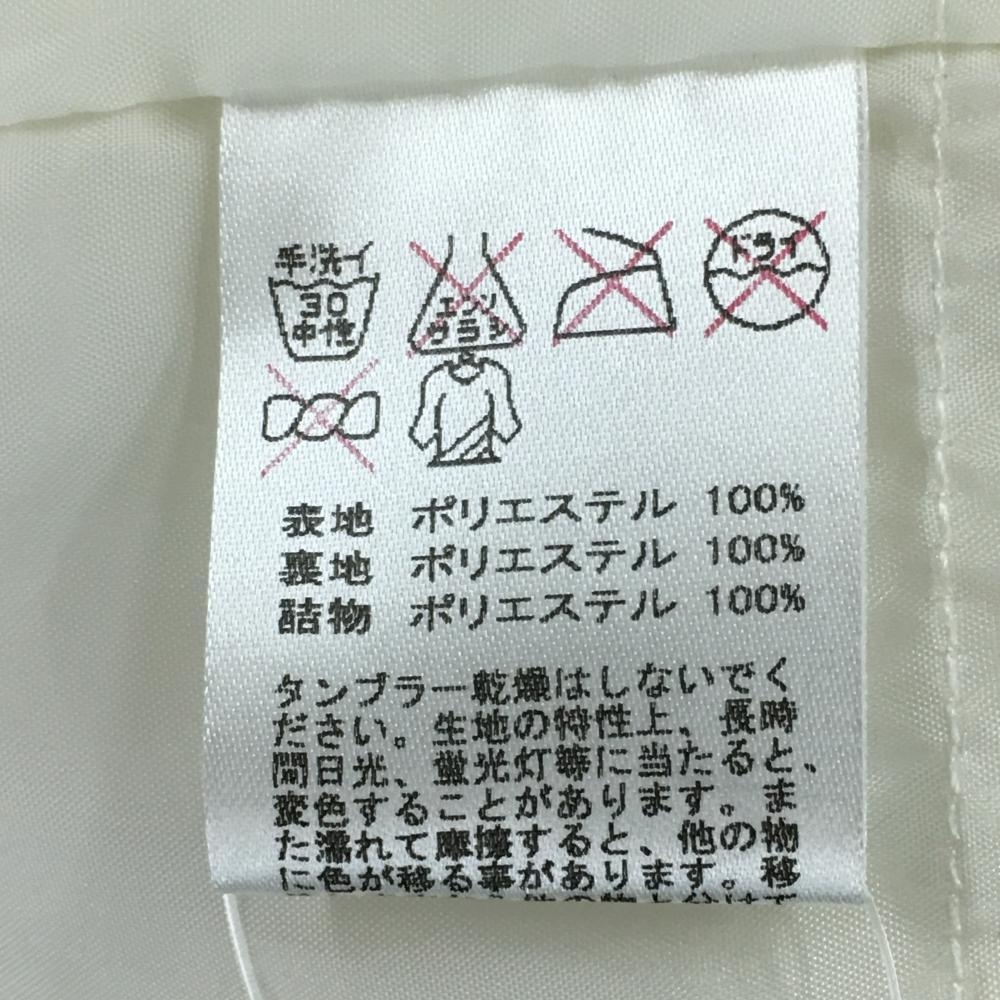 手洗イ
30
中性
エンソ
サラシ
ドライ
表地 ポリエステル 100%
裏地 ポリエステル 100%
詰物 ポリエステル 100%
タンブラー乾燥はしないでく
ださい。生地の特性上、長時
間日光、蛍光灯等に当たると、
変色することがあります。ま
た濡れて摩擦すると、他の物
に色が移る事があります。移